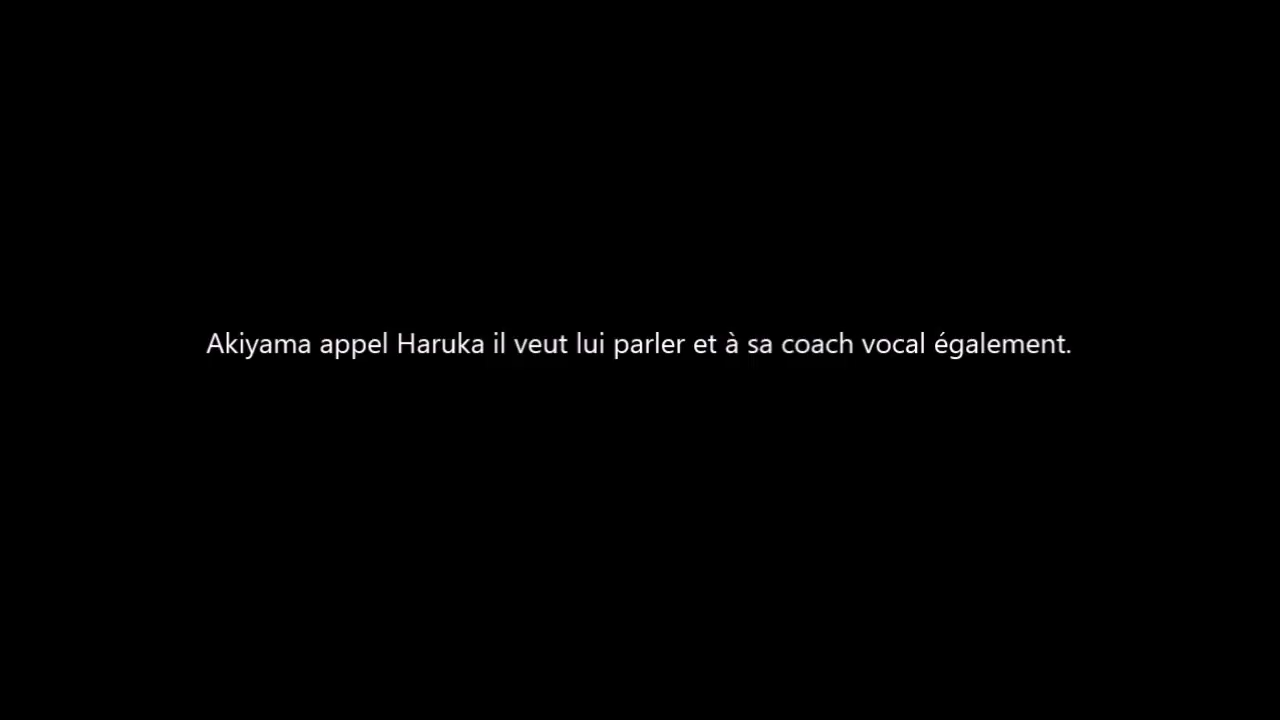 Akiyama appel Haruka il veut lui parler et à sa coach vocal également.